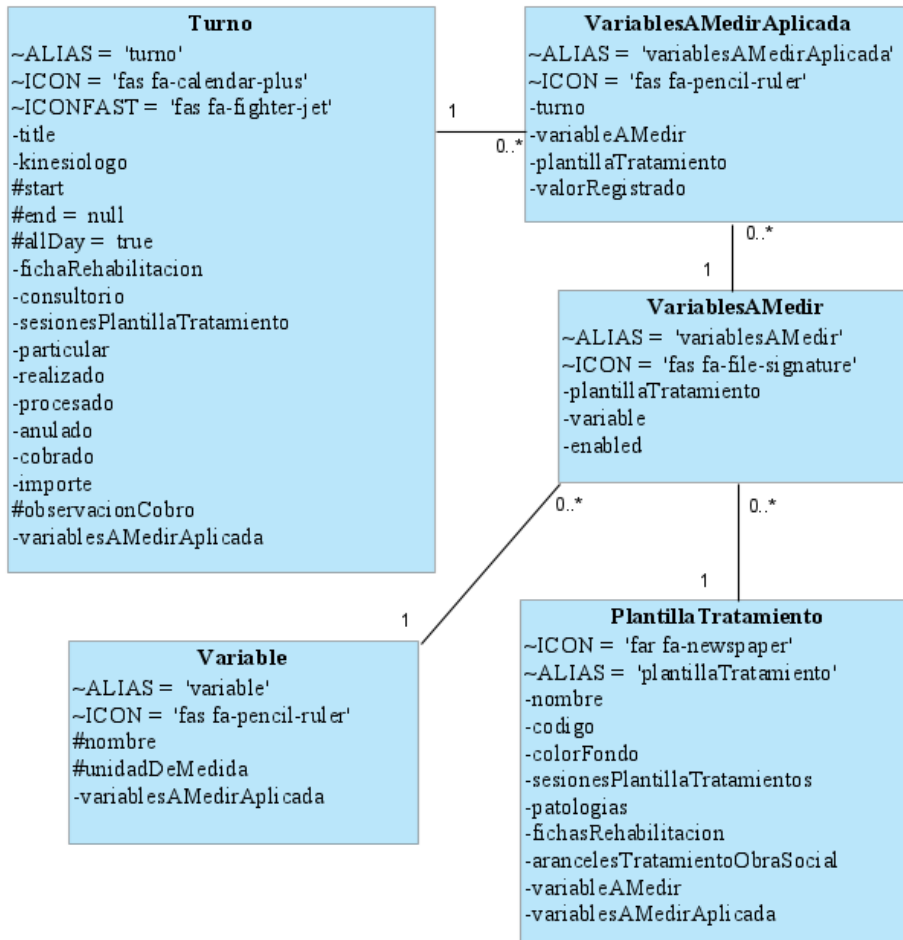 Turno
~ALIAS = 'turno'
~ICON = 'fas fa-calendar-plus'
~ICONFAST = 'fas fa-fighter-jet'
-title
-kinesiologo
#start
#end = null
#allDay = true
-fichaRehabilitacion
-consultorio
-sesionesPlantillaTratamiento
-particular
-realizado
-procesado
-anulado
-cobrado
-importe
#observacionCobro
-variablesAMedirAplicada
1
0..*
VariablesAMedirAplicada
~ALIAS = 'variablesAMedirAplicada'
~ICON = 'fas fa-pencil-ruler'
-turno
-variableAMedir
-plantillaTratamiento
-valorRegistrado
0..*
1
VariablesAMedir
~ALIAS = 'variablesAMedir'
~ICON = 'fas fa-file-signature'
-plantillaTratamiento
-variable
-enabled
0..*
0..*
1
1
Variable
~ALIAS = 'variable'
~ICON = 'fas fa-pencil-ruler'
#nombre
#unidadDeMedida
-variablesAMedirAplicada
PlantillaTratamiento
~ICON = 'far fa-newspaper'
~ALIAS = 'plantillaTratamiento'
-nombre
-codigo
-colorFondo
-sesionesPlantillaTratamientos
-patologias
-fichasRehabilitacion
-arancelesTratamientoObraSocial
-variableAMedir
-variablesAMedirAplicada